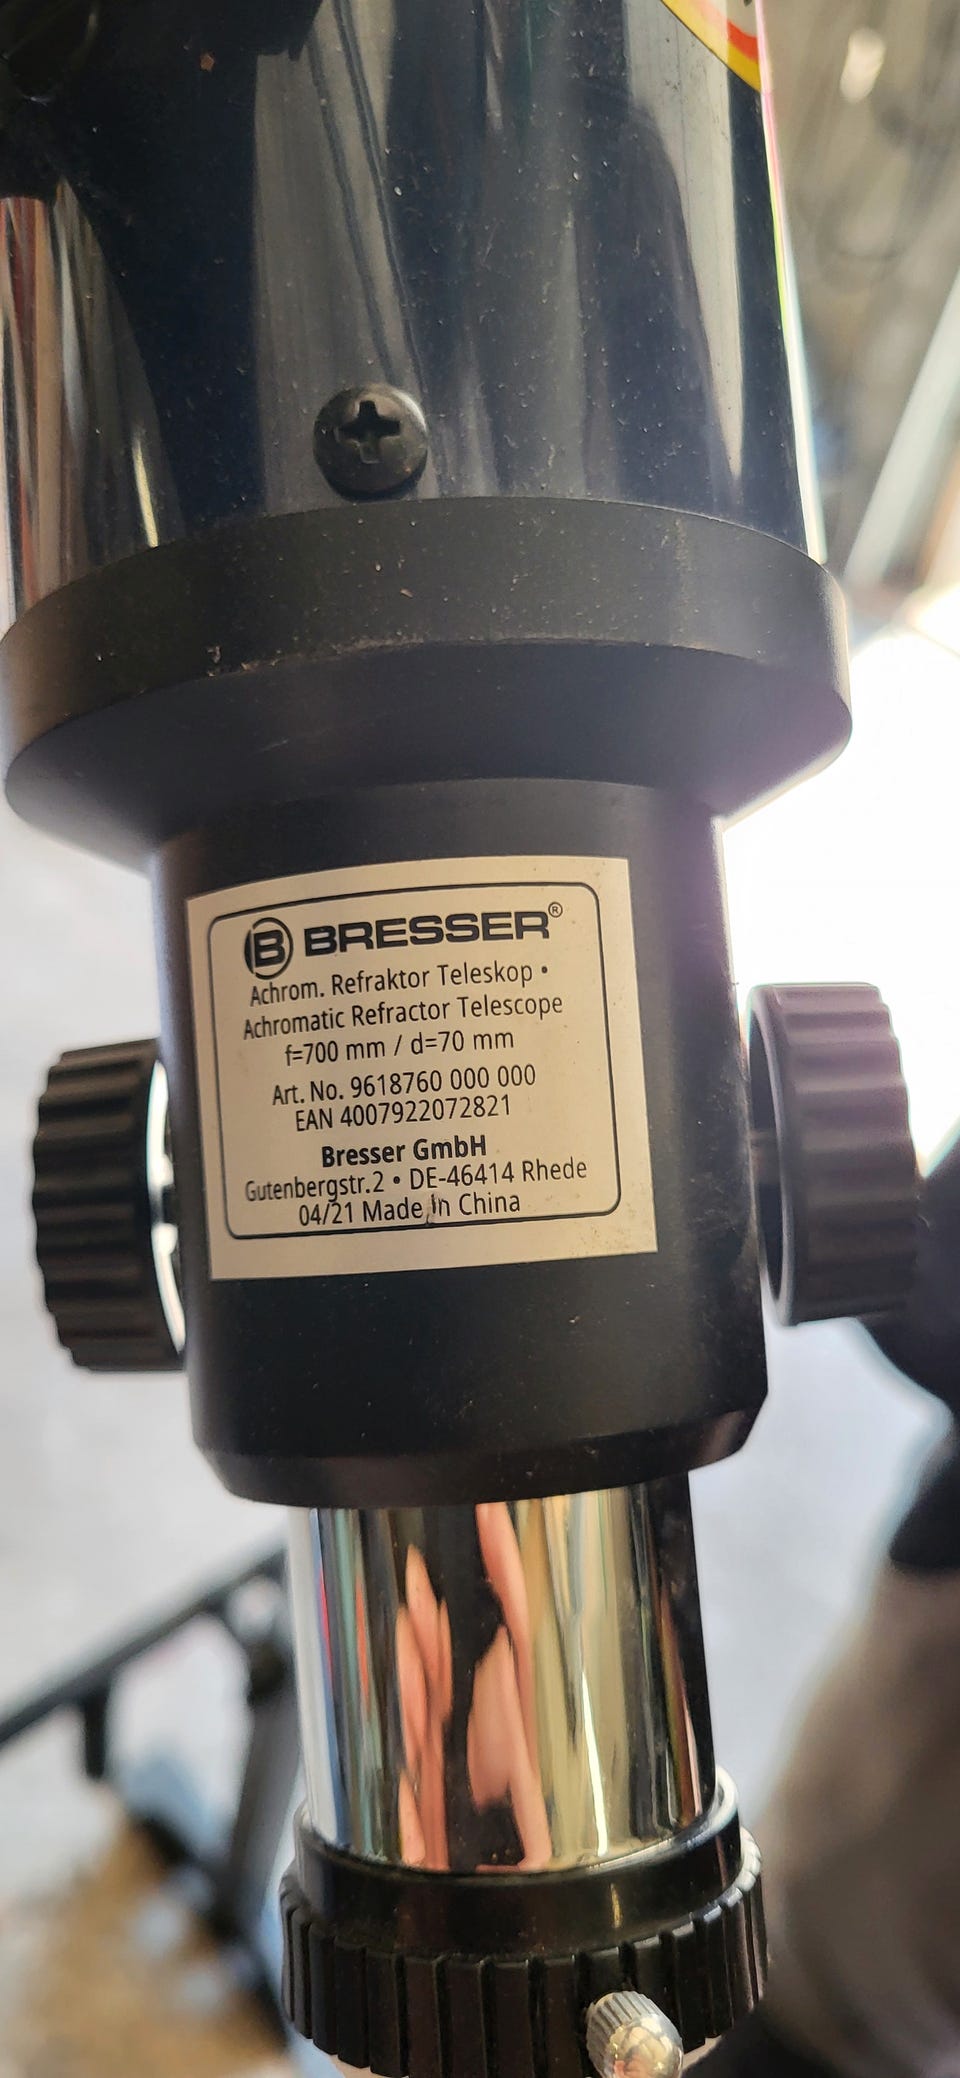 B BRESSER®
Achrom. Refraktor Teleskop •
Achromatic Refractor Telescope
f=700 mm / d=70 mm
Art. No. 9618760 000 000
EAN 4007922072821
Bresser GmbH
Gutenbergstr.2 • DE-46414 Rhede
04/21 Made in China